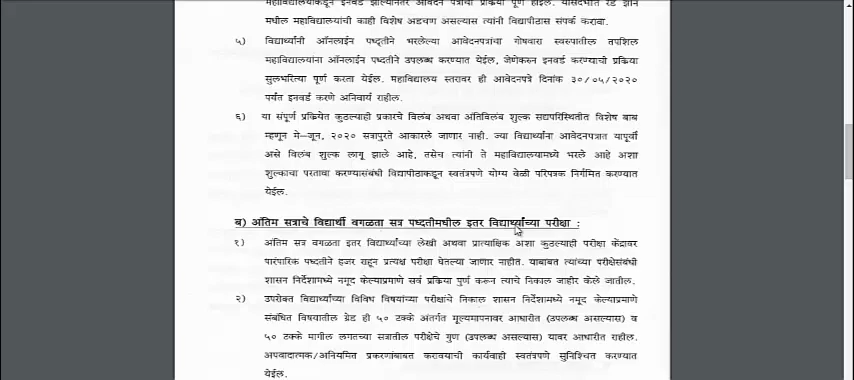 महाविद्यालयाकडून इनवर्ड झाल्यानंतर आवेदन पत्राची प्रक्रिया पूर्ण होईल. यासंदर्भात रेड झोन
मधील महाविद्यालयांची काही विशेष अडचण असल्यास त्यांनी विद्यापीठास संपर्क करावा.
५) विद्यार्थ्यांनी ऑनलाईन पध्दतीने भरलेल्या आवेदनपत्रांचा गोषवारा स्वरुपातील तपशिल
महाविद्यालयांना ऑनलाईन पध्दतीने उपलब्ध करण्यात येईल, जेणेकरुन इनवर्ड करण्याची प्रक्रिया
सुलभरित्या पूर्ण करता येईल. महाविद्यालय स्तरावर ही आवेदनपत्रे दिनांक ३०/०५/२०२०
पर्यंत इनवर्ड करणे अनिवार्य राहील.
६) या संपूर्ण प्रक्रियेत कुठल्याही प्रकारचे विलंब अथवा अतिविलंब शुल्क सद्यपरिस्थितीत विशेष बाब
म्हणून मे–जून, २०२० सत्रापुरते आकारले जाणार नाही. ज्या विद्यार्थ्यांना आवेदनपत्रात यापूर्वी
असे विलंब शुल्क लागू झाले आहे, तसेच त्यांनी ते महाविद्यालयामध्ये भरले आहे अशा
शुल्काचा परतावा करण्यासंबंधी विद्यापीठाकडून स्वतंत्रपणे योग्य वेळी परिपत्रक निर्गमित करण्यात
येईल.
ब) अंतिम सत्राचे विद्यार्थी वगळता सत्र पध्दतीमधील इतर विद्यार्थ्यांच्या परीक्षा :
१) अंतिम सत्र वगळता इतर विद्यार्थ्यांच्या लेखी अथवा प्रात्यक्षिक अशा कुठल्याही परीक्षा केंद्रावर
पारंपारिक पध्दतीने हजर राहून प्रत्यक्ष परीक्षा घेतल्या जाणार नाहीत. याबाबत त्यांच्या परीक्षेसंबंधी
शासन निर्देशामध्ये नमूद केल्याप्रमाणे सर्व प्रक्रिया पुर्ण करून त्याचे निकाल जाहीर केले जातील.
२) उपरोक्त विद्यार्थ्यांच्या विविध विषयांच्या परीक्षांचे निकाल शासन निर्देशामध्ये नमूद केल्याप्रमाणे
संबंधित विषयातील ग्रेड ही ५० टक्के अंतर्गत मूल्यमापनावर आधारीत (उपलब्ध असल्यास) व
५० टक्के मागील लगतच्या सत्रातील परीक्षेचे गुण (उपलब्ध असल्यास) यावर आधारीत राहील.
अपवादात्मक/अनियमित प्रकरणांबाबत करावयाची कार्यवाही स्वतंत्रपणे सुनिश्चित करण्यात
येईल.